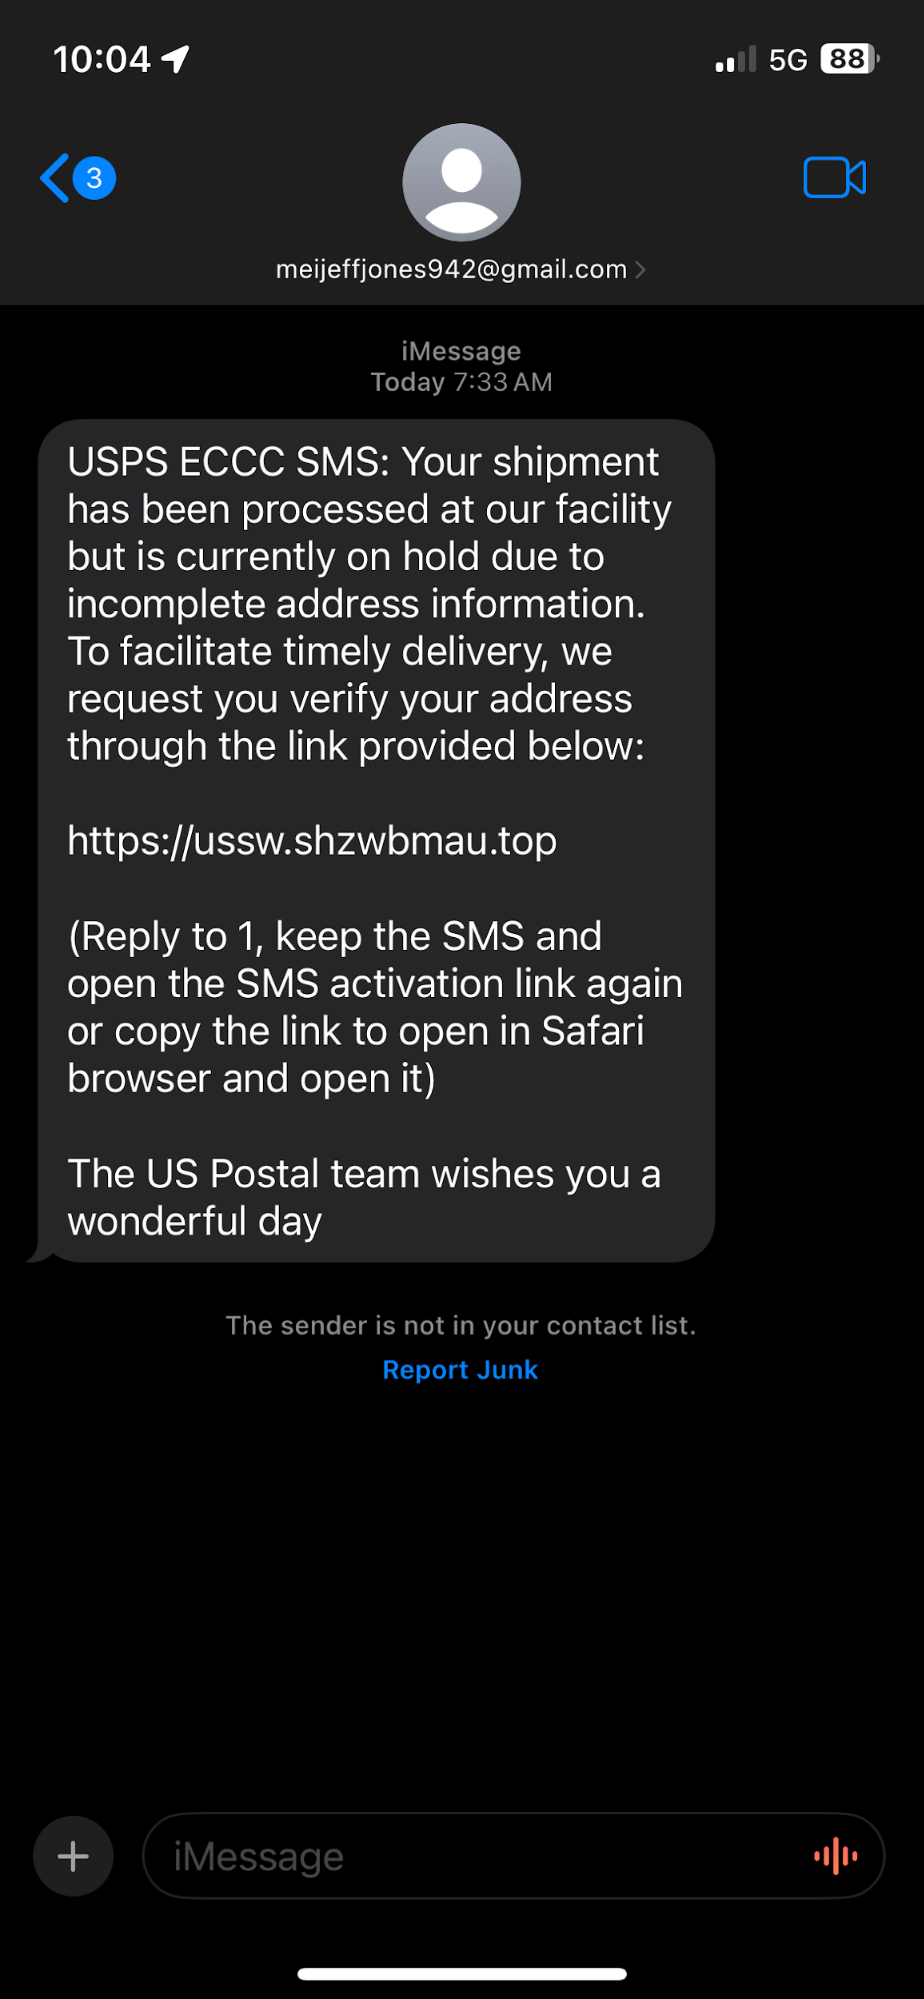 10:04
5G
88
3
meijeffjones942@gmail.com
iMessage
Today 7:33 AM
USPS ECCC SMS: Your shipment
has been processed at our facility
but is currently on hold due to
incomplete address information.
To facilitate timely delivery, we
request you verify your address
through the link provided below:
https://ussw.shzwbmau.top
(Reply to 1, keep the SMS and
open the SMS activation link again
or copy the link to open in Safari
browser and open it)
The US Postal team wishes you a
wonderful day
The sender is not in your contact list.
Report Junk
iMessage